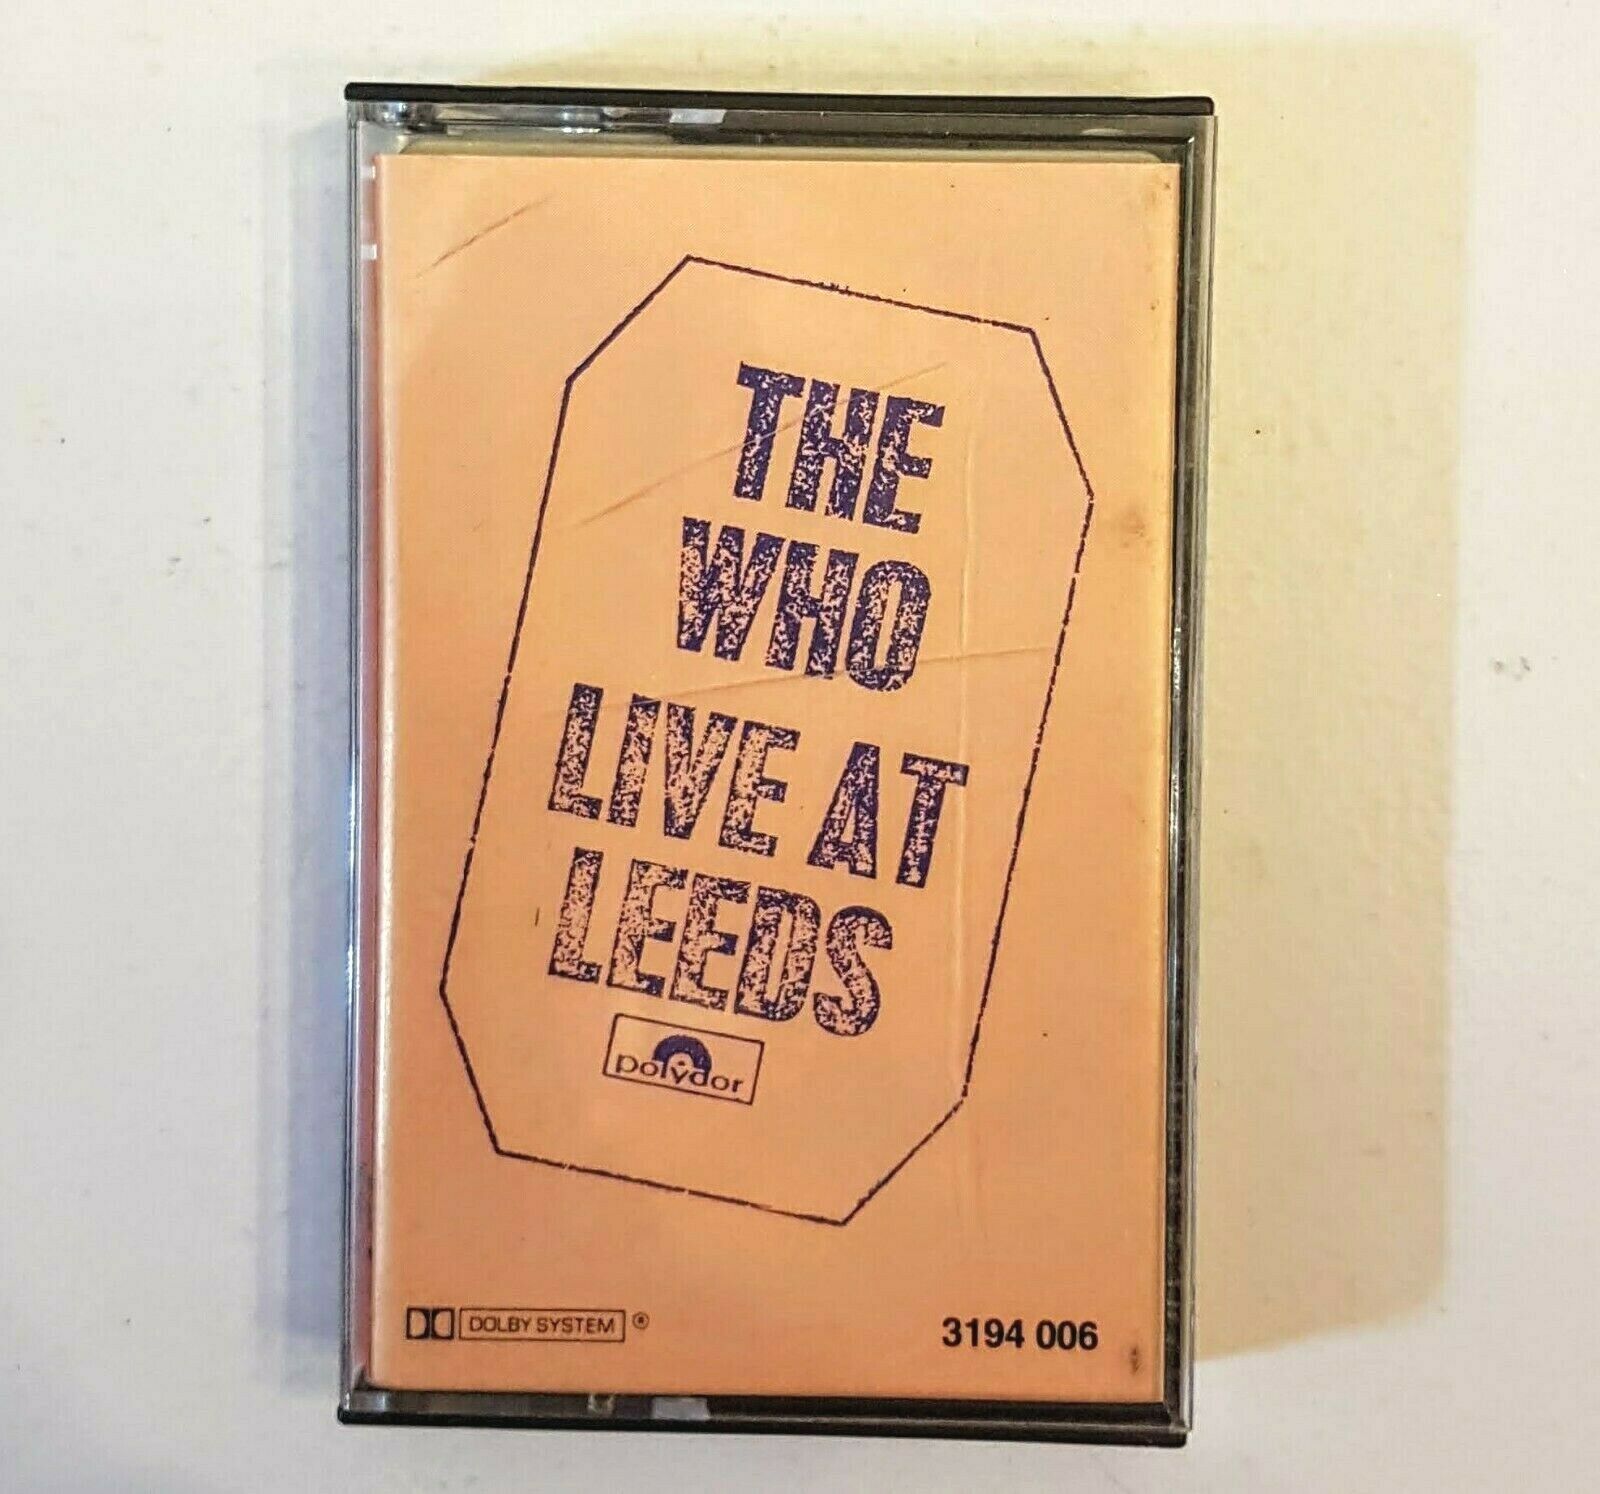 THE
WHO
LIVE AT
LEEDS
polydor
DOLBY SYSTEM ®
3194 006